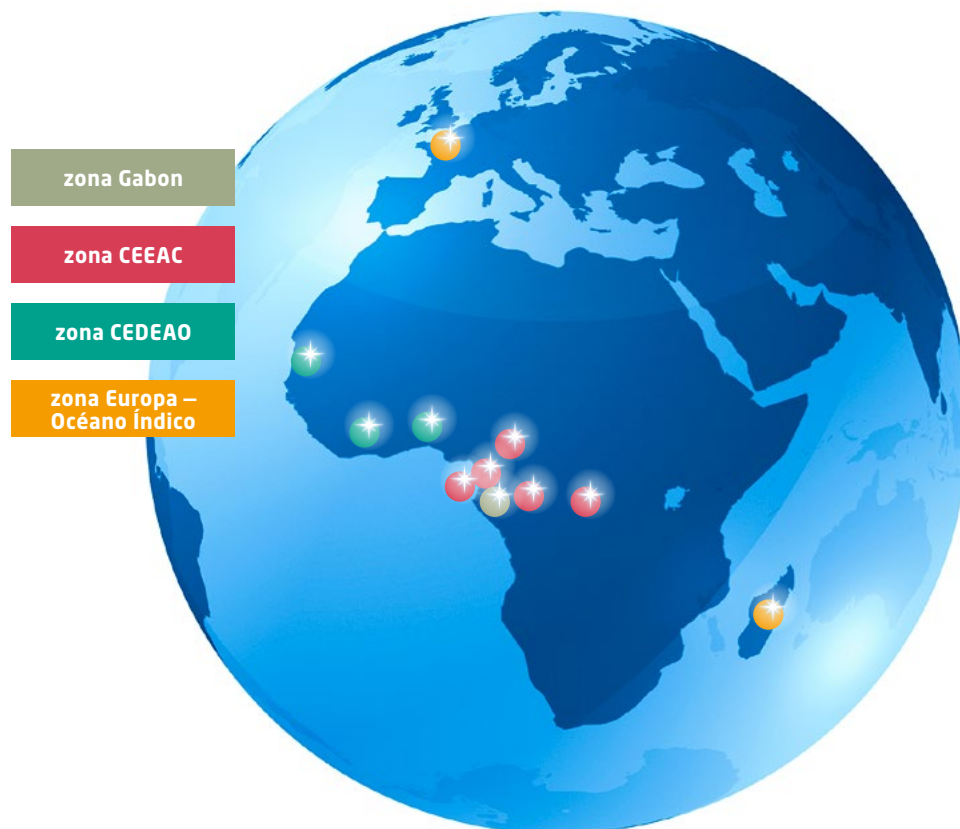 zona Gabon
zona CEEAC
zona CEDEAO
zona Europa –
Océano Índico